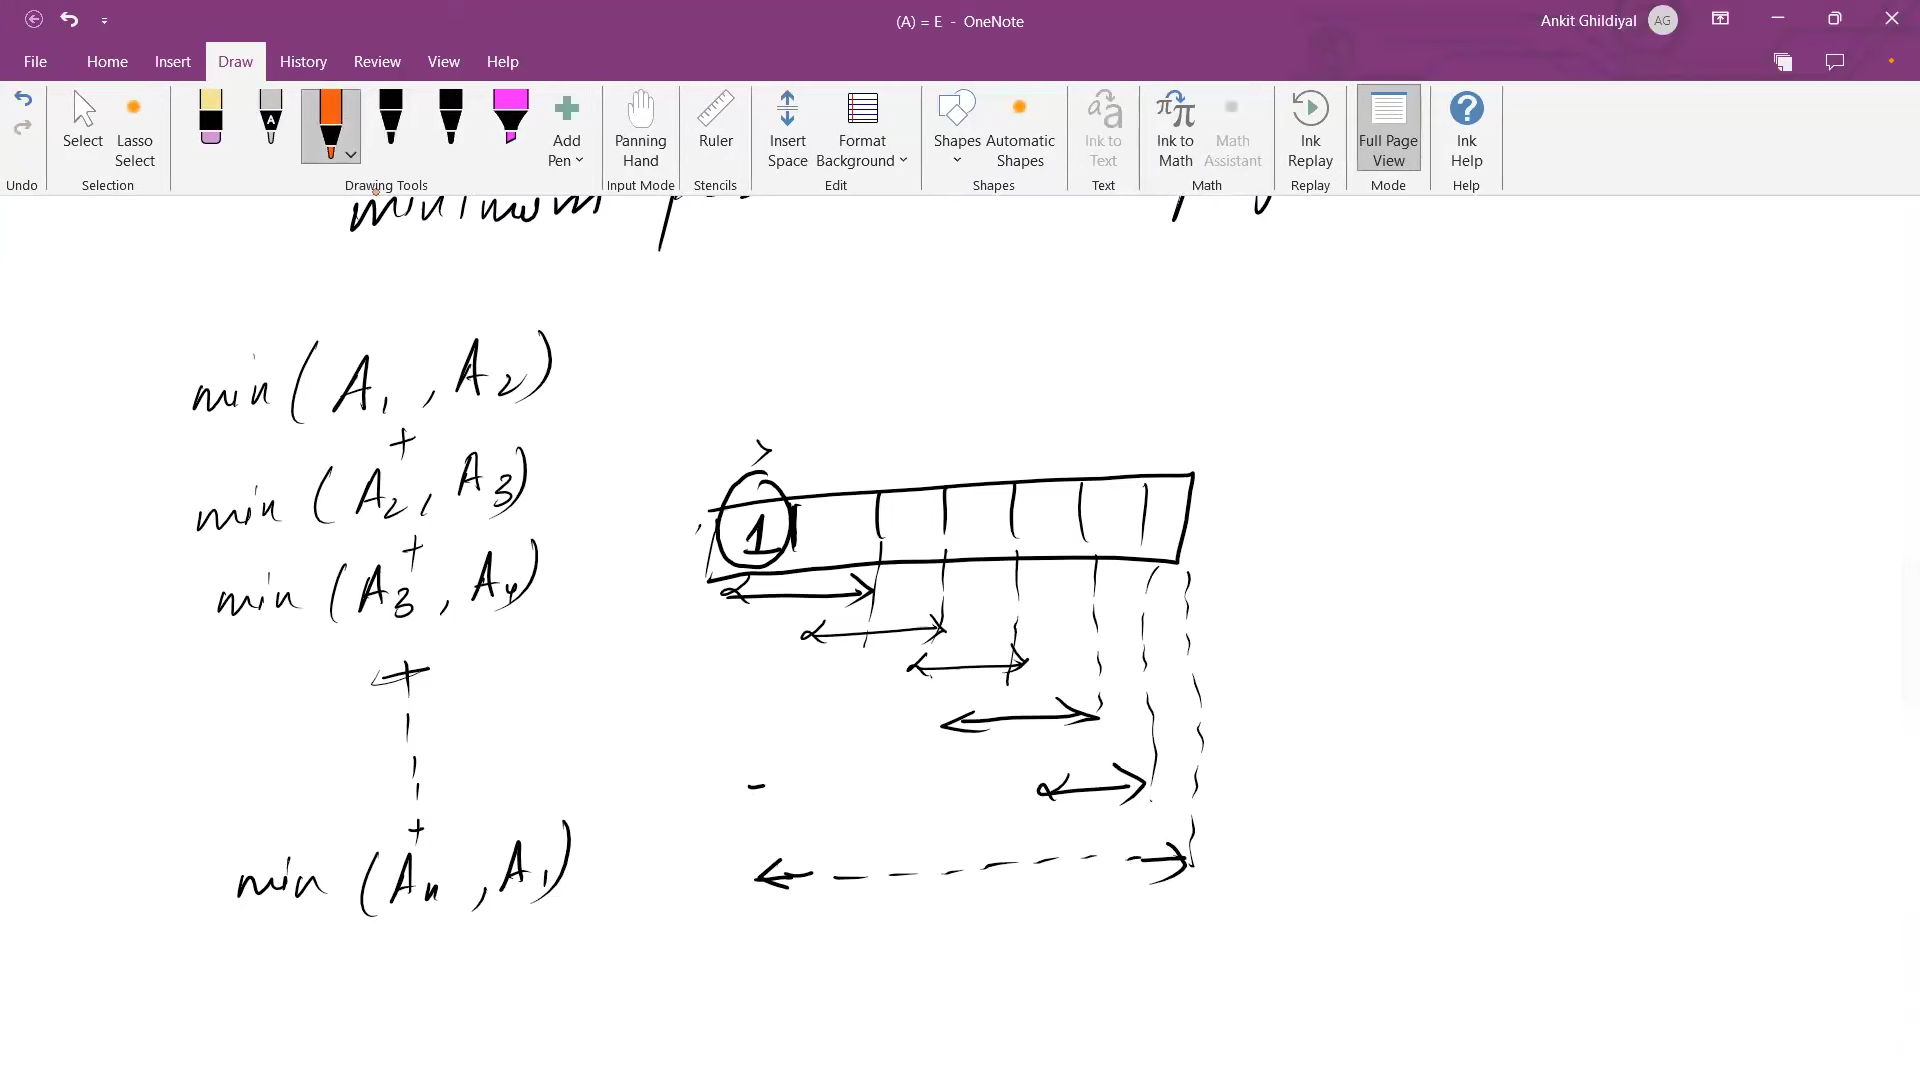 (A) = E - OneNote
Ankit Ghildiyal AG
File Home Insert Draw History Review View Help
Select
Lasso Select
A
Add Pen
Panning Hand
Ruler
Insert Space
Format Background
Shapes
Automatic Shapes
Ink to Text
Ink to Math
Math Assistant
Ink Replay
Full Page View
Ink Help
Undo Selection Drawing Tools Input Mode Stencils Edit Shapes Text Math Replay Mode Help
minimum
min (A1, A2)
+
min (A2, A3)
+
min (A3, A4)
+
+
min (An, A1)
1